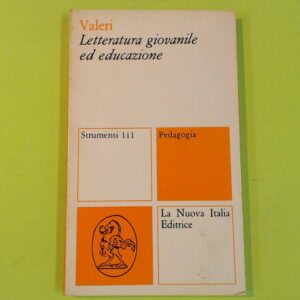 Valeri
Letteratura giovanile
ed educazione
Strumenti 111
Pedagogia
La Nuova Italia
Editrice